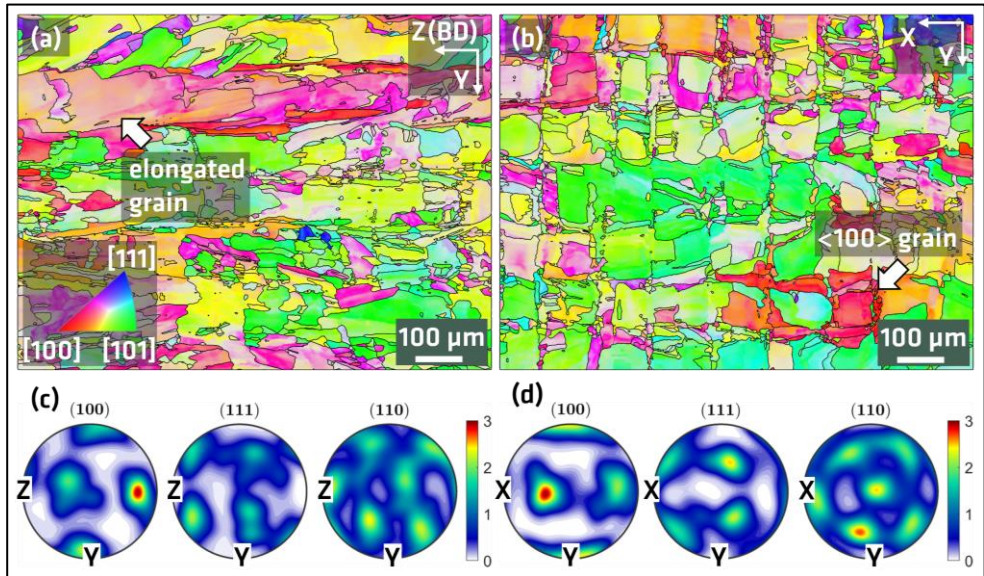 (a)
Z(BD)
Y
elongated
grain
[111]
[100] [101]
100 µm
(b)
X
Y
<100> grain
100 µm
(c)
(100) (111) (110)
Z Z Z
Y Y Y
3
2
1
0
(d)
(100) (111) (110)
X X X
Y Y Y
3
2
1
0